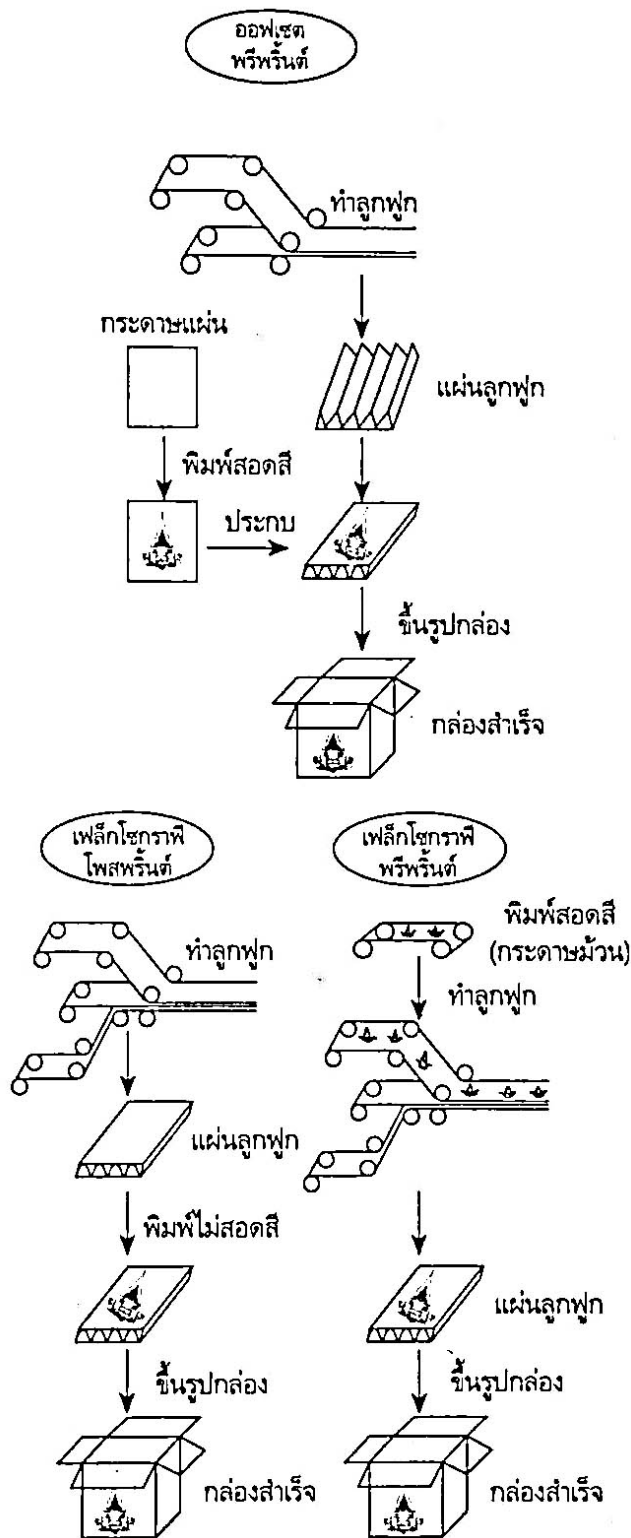 ออฟเซต
พรีพริ้นต์
ทำลูกฟูก
กระดาษแผ่น
แผ่นลูกฟูก
พิมพ์สอดสี
ประกบ
ขึ้นรูปกล่อง
กล่องสำเร็จ
เฟล็กโซกราฟี
โพสพริ้นต์
ทำลูกฟูก
แผ่นลูกฟูก
พิมพ์ไม่สอดสี
ขึ้นรูปกล่อง
กล่องสำเร็จ
เฟล็กโซกราฟี
พรีพริ้นต์
พิมพ์สอดสี
(กระดาษม้วน)
ทำลูกฟูก
แผ่นลูกฟูก
ขึ้นรูปกล่อง
กล่องสำเร็จ